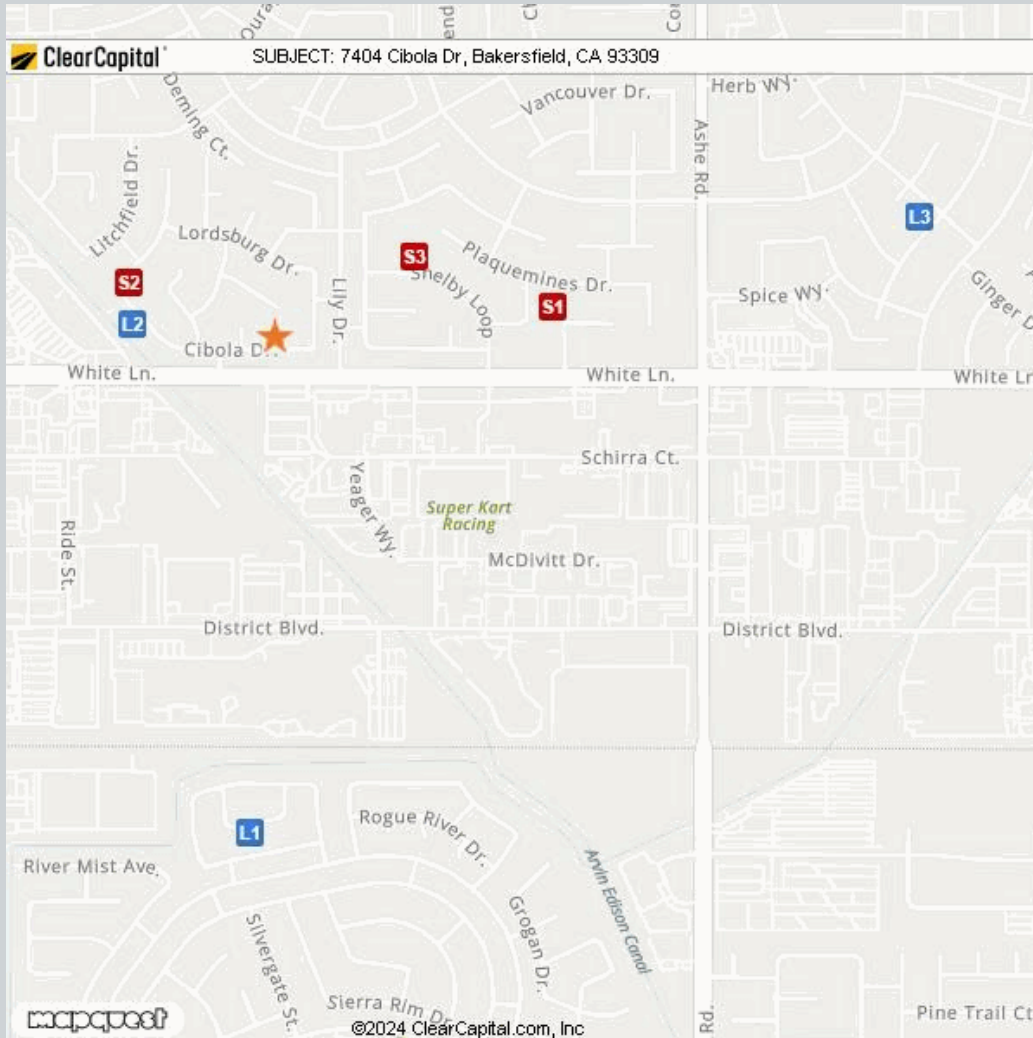 ClearCapital
SUBJECT: 7404 Cibola Dr, Bakersfield, CA 93309
Deming Ct.
Vancouver Dr.
Herb Wy.
Ashe Rd.
Litchfield Dr.
Lordsburg Dr.
L3
S3
Plaquemines Dr.
S2
Shelby Loop
Lily Dr.
S1
Spice Wy.
L2
Cibola D
White Ln.
White Ln.
White Ln
Schirra Ct.
Yeager Wy.
Super Kart
Racing
Ride St.
McDivitt Dr.
District Blvd.
District Blvd.
L1
Rogue River Dr.
River Mist Ave.
Arvin Edison Canal
Grogan Dr.
Silvergate St.
Sierra Rim Dr
Rd.
Pine Trail Ct
mapquest
©2024 ClearCapital.com, Inc